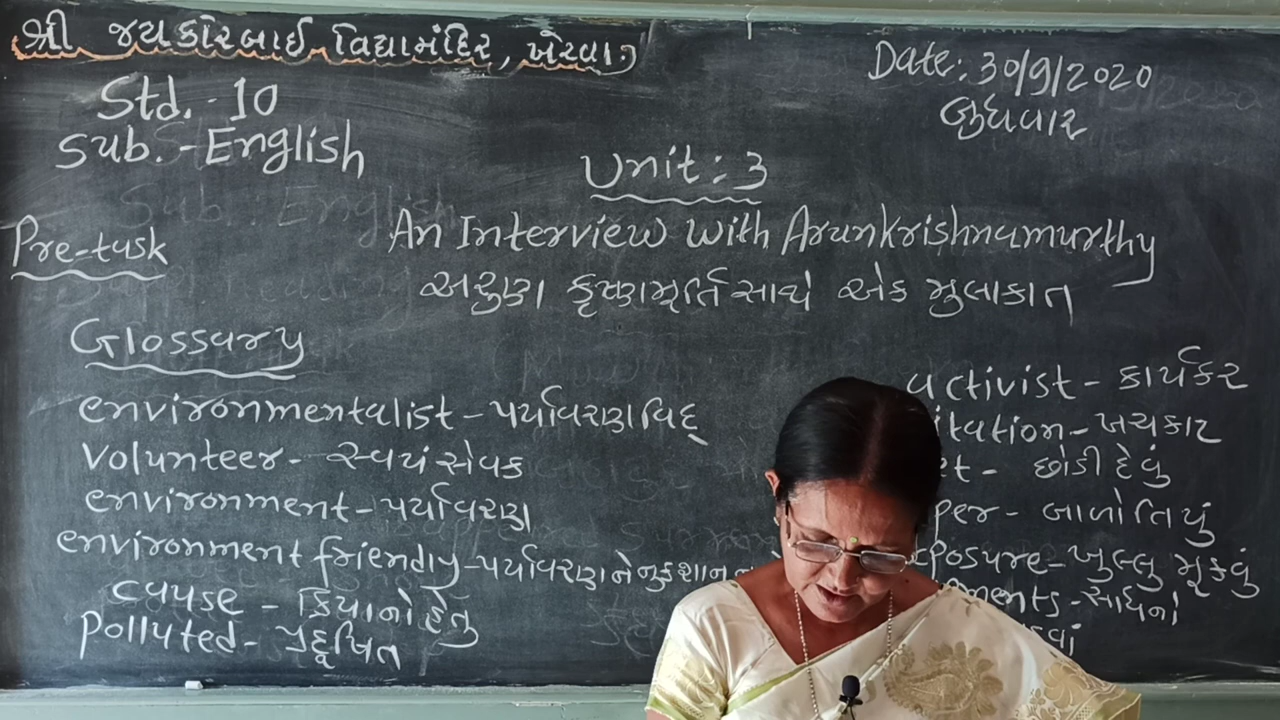 શ્રી જયકોરબાઈ વિદ્યામંદિર, ખેરવા.
Date: 30/9/2020
બુધવાર
Std. - 10
Sub. - English
Unit : 3
Pre-task
An Interview with Arunkrishnamurthy
અરુણ કૃષ્ણમૂર્તિ સાથે એક મુલાકાત
Glossary
environmentalist - પર્યાવરણવિદ્
volunteer - સ્વયંસેવક
environment - પર્યાવરણ
environment friendly - પર્યાવરણને નુકશાન
cause - ક્રિયાનો હેતુ
Polluted - પ્રદૂષિત
activist - કાર્યકર
itation - ખચકાટ
et - છોડી દેવું
per - બાળોતિયું
posure - ખુલ્લુ મૂકવું
ments - સાધનો